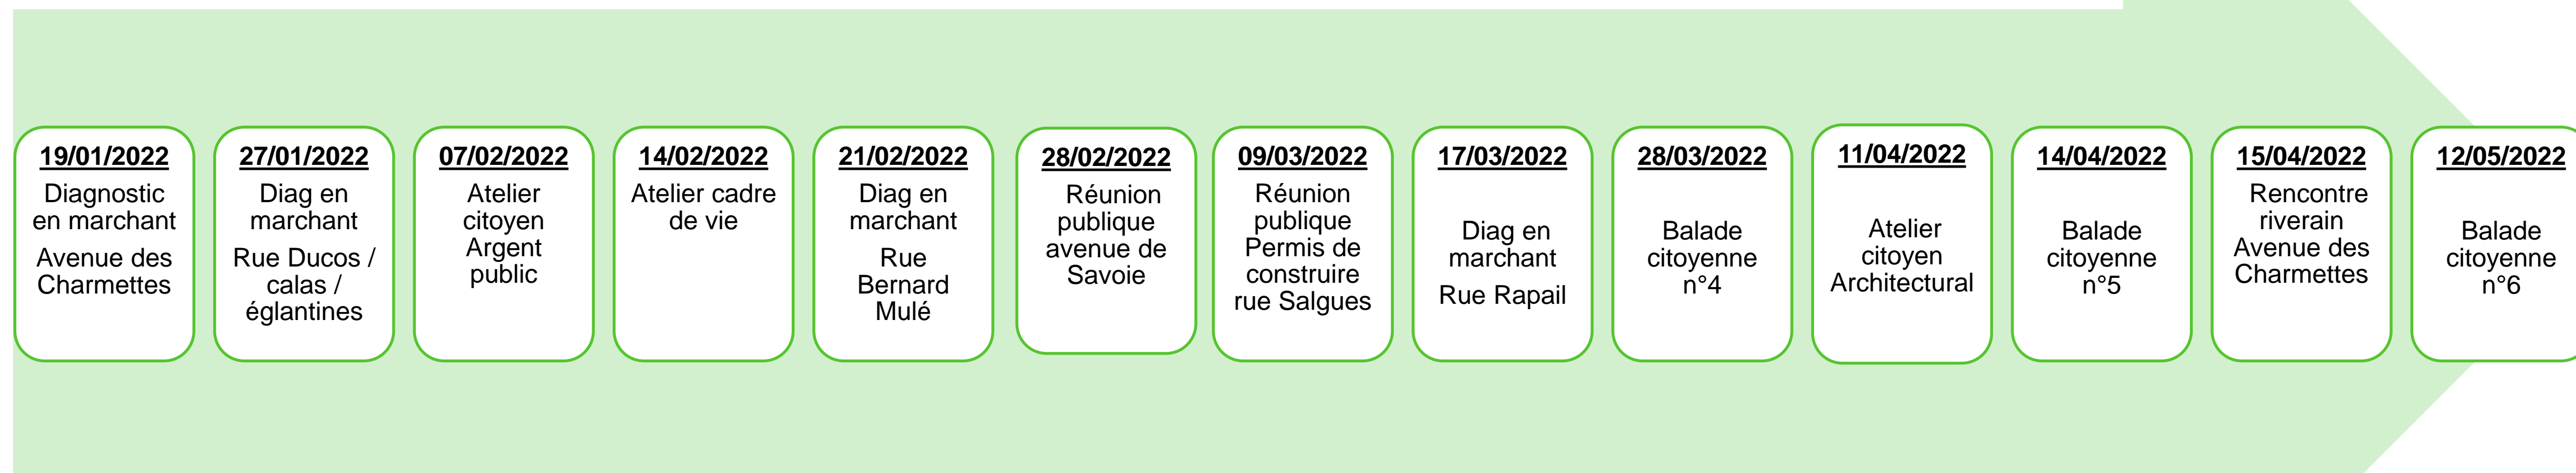 19/01/2022
Diagnostic
en marchant
Avenue des
Charmettes
27/01/2022
Diag en
marchant
Rue Ducos /
calas /
églantines
07/02/2022
Atelier
citoyen
Argent
public
14/02/2022
Atelier cadre
de vie
21/02/2022
Diag en
marchant
Rue
Bernard
Mulé
28/02/2022
Réunion
publique
avenue de
Savoie
09/03/2022
Réunion
publique
Permis de
construire
rue Salgues
17/03/2022
Diag en
marchant
Rue Rapail
28/03/2022
Balade
citoyenne
n°4
11/04/2022
Atelier
citoyen
Architectural
14/04/2022
Balade
citoyenne
n°5
15/04/2022
Rencontre
riverain
Avenue des
Charmettes
12/05/2022
Balade
citoyenne
n°6